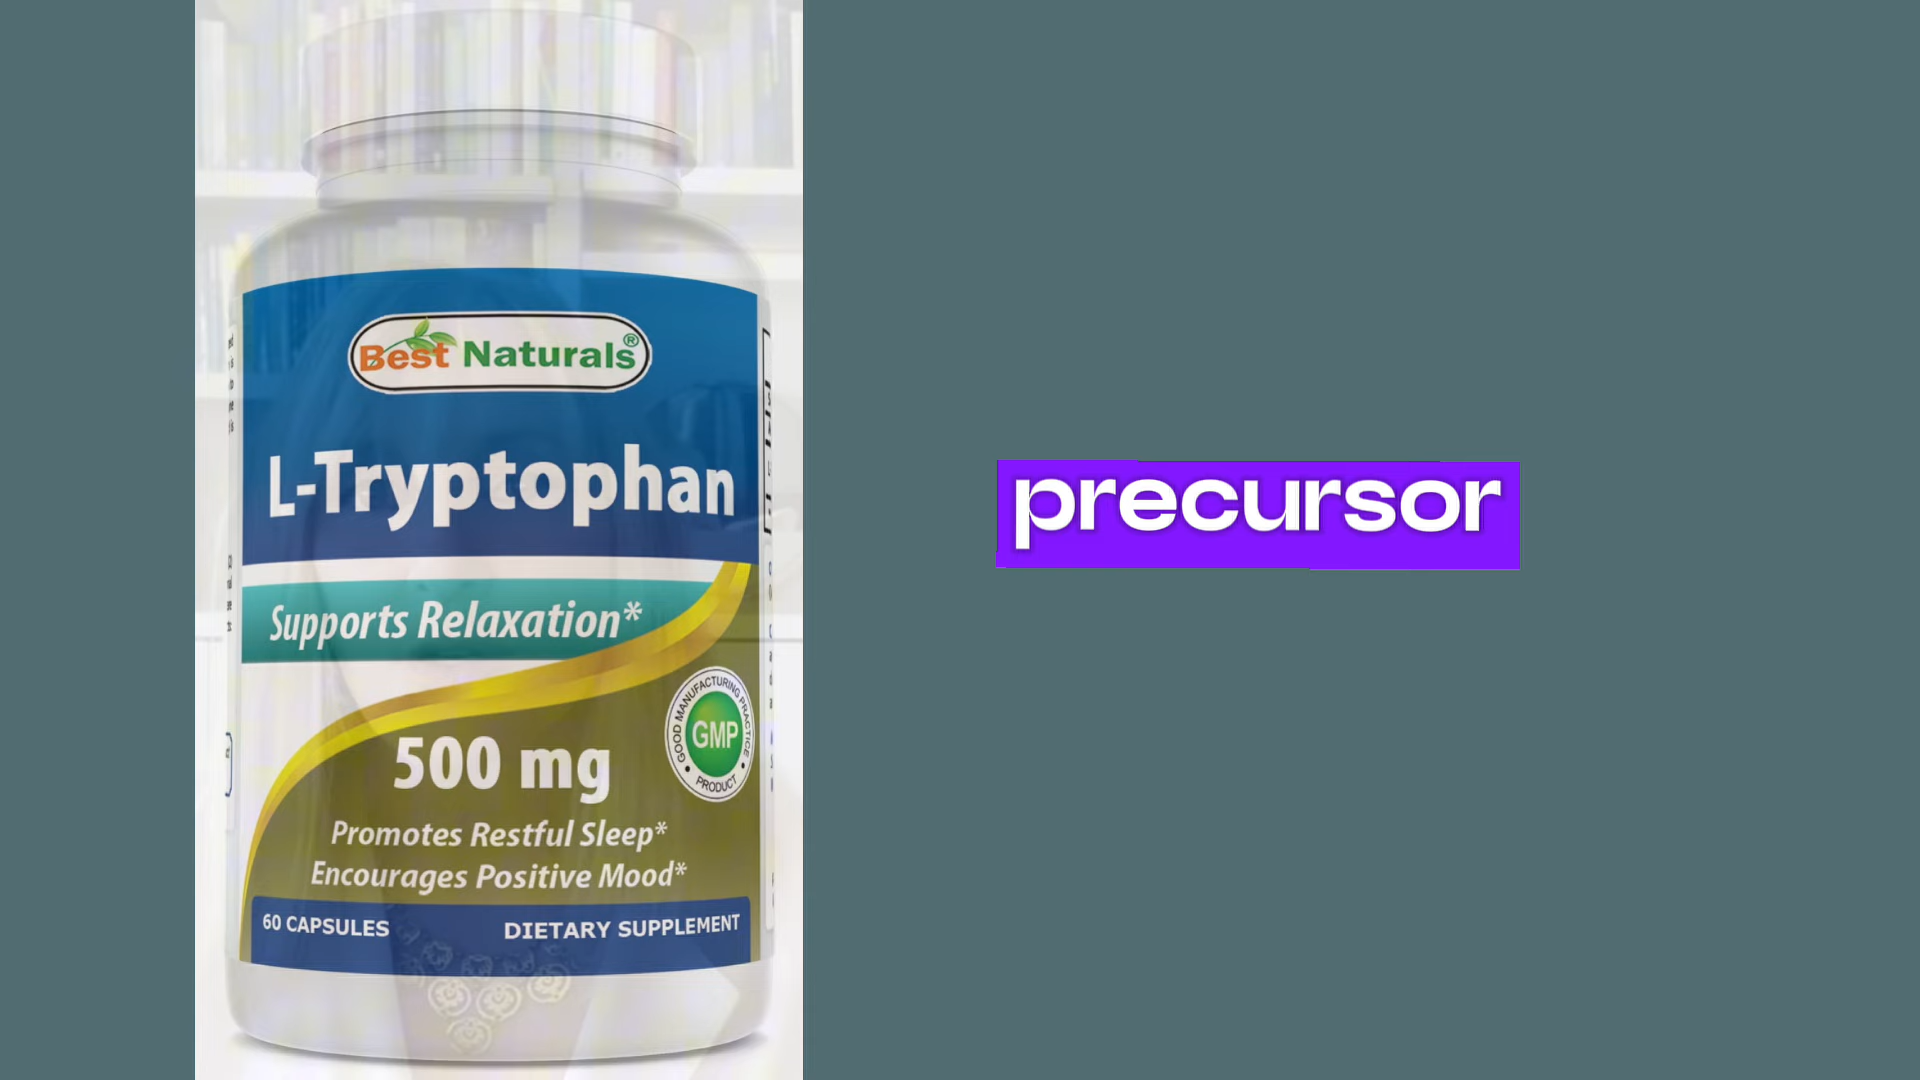 Best Naturals®
L-Tryptophan
Supports Relaxation*
500 mg
GOOD MANUFACTURING PRACTICE
GMP
PRODUCT
Promotes Restful Sleep*
Encourages Positive Mood*
60 CAPSULES
DIETARY SUPPLEMENT
precursor